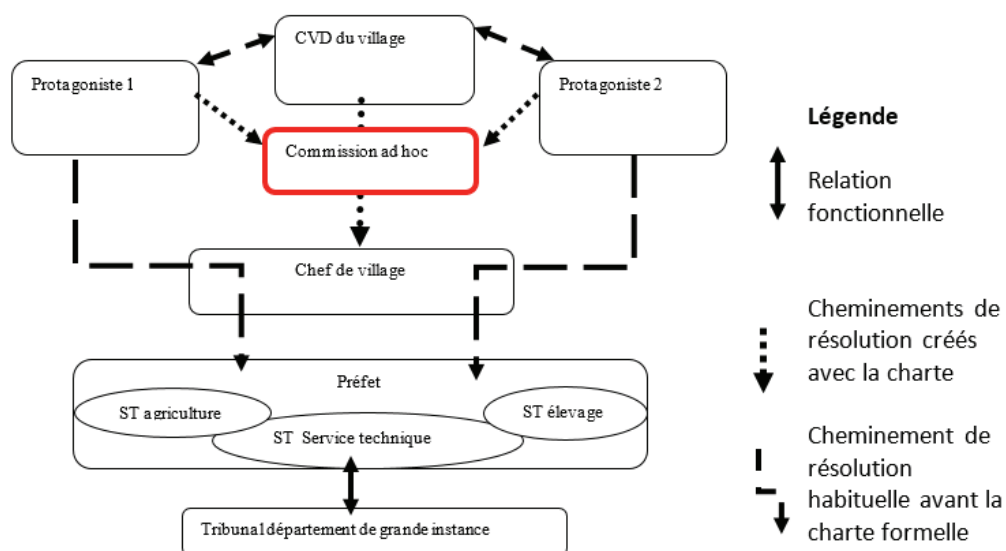 CVD du village
Protagoniste 1
Protagoniste 2
Commission ad hoc
Chef de village
Préfet
ST agriculture
ST élevage
ST Service technique
Tribunal département de grande instance
Légende
Relation
fonctionnelle
Cheminements de
résolution créés
avec la charte
Cheminement de
résolution
habituelle avant la
charte formelle